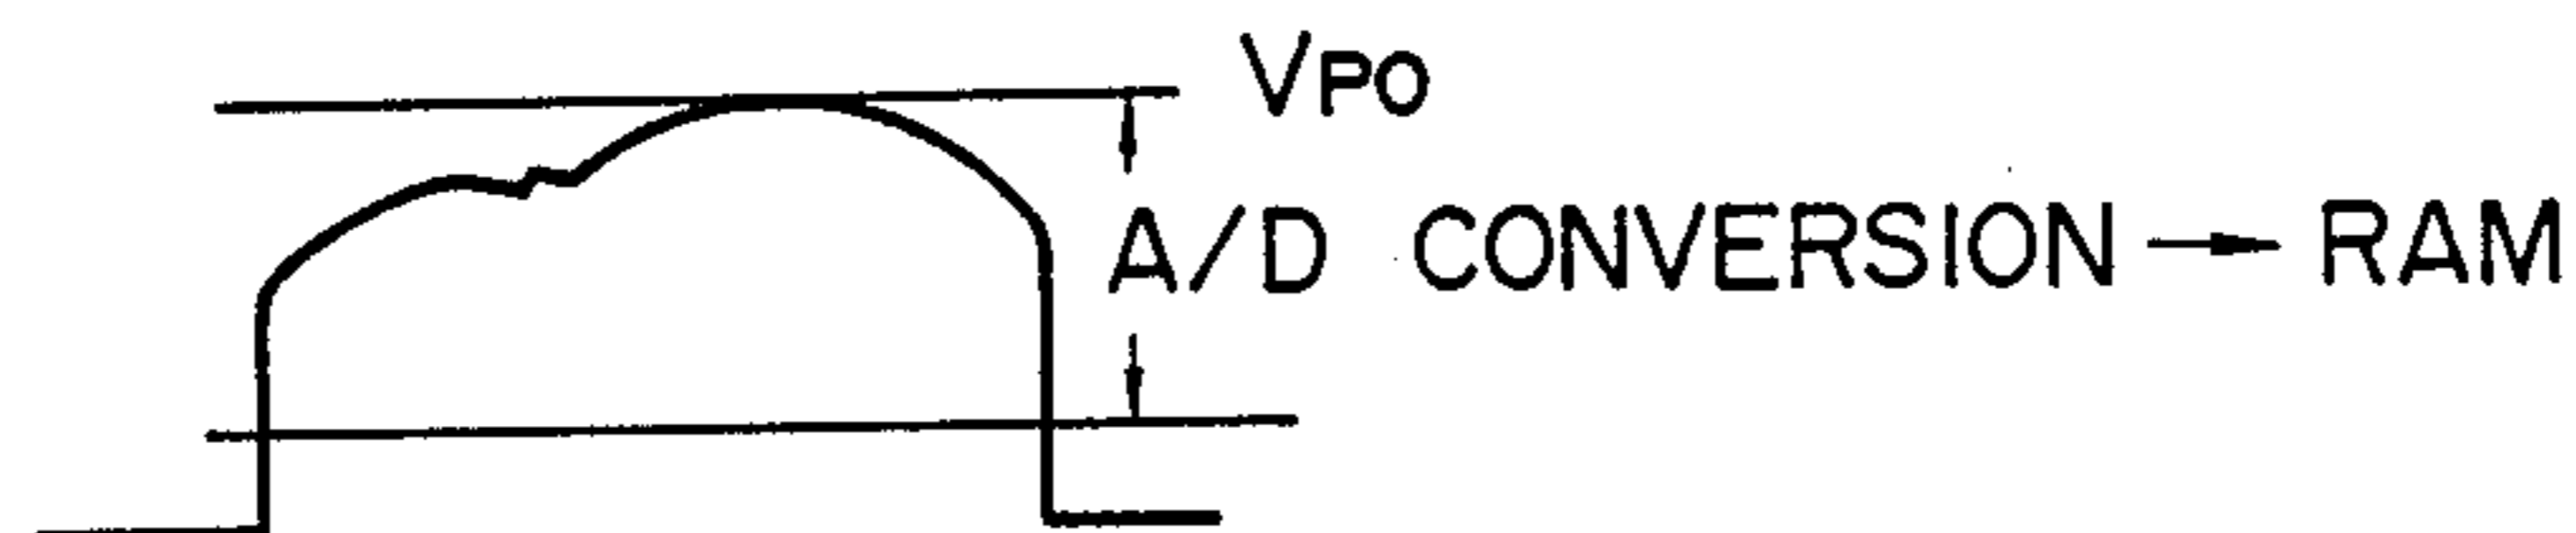 VPO
A/D CONVERSION → RAM